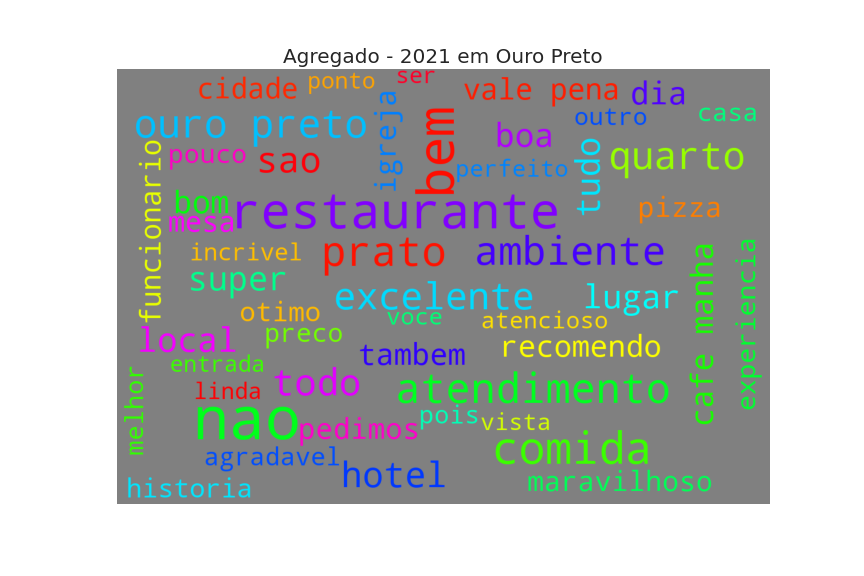 Agregado - 2021 em Ouro Preto
cidade
ponto
ser
vale pena
dia
igreja
outro
casa
ouro preto
bem
boa
tudo
quarto
pouco
sao
perfeito
funcionario
bom
mesa
restaurante
pizza
incrivel
prato
ambiente
cafe manha
experiencia
super
excelente
lugar
otimo
voce
atencioso
local
preco
tambem
recomendo
entrada
melhor
linda
todo
atendimento
nao
pedimos
pois
vista
agradavel
hotel
comida
historia
maravilhoso